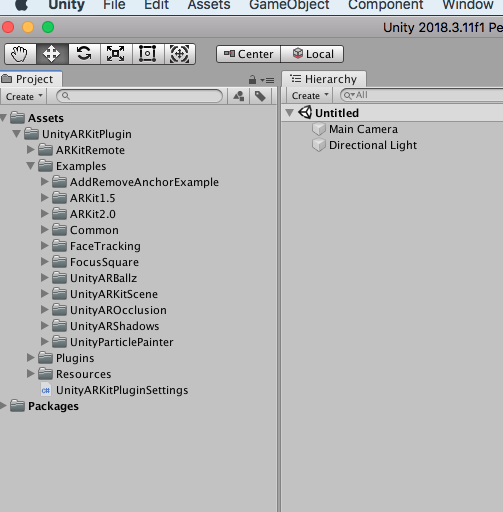 Unity File Edit Assets GameObject Component Window
Unity 2018.3.11f1 Pe
Center Local
Project
Create
Assets
UnityARKitPlugin
ARKitRemote
Examples
AddRemoveAnchorExample
ARKit1.5
ARKit2.0
Common
FaceTracking
FocusSquare
UnityARBallz
UnityARKitScene
UnityAROcclusion
UnityARShadows
UnityParticlePainter
Plugins
Resources
C# UnityARKitPluginSettings
Packages
Hierarchy
Create All
Untitled
Main Camera
Directional Light